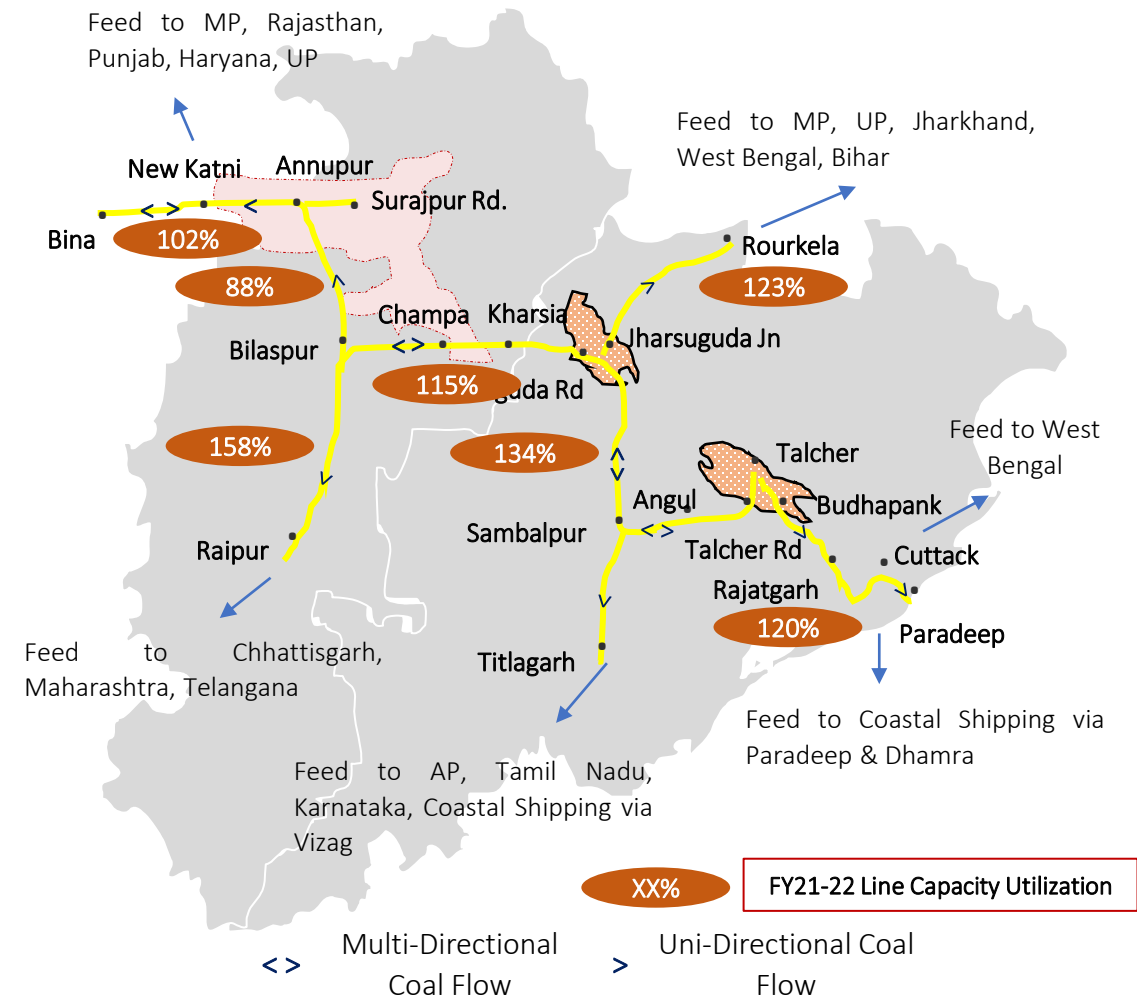 Feed to MP, Rajasthan,
Punjab, Haryana, UP
Feed to MP, UP, Jharkhand,
West Bengal, Bihar
New Katni
Annupur
Surajpur Rd.
Bina
102%
Rourkela
88%
123%
Champa
Kharsia
Jharsuguda Jn
Bilaspur
115%
guda Rd
158%
134%
Feed to West
Bengal
Talcher
Angul
Budhapank
Sambalpur
Talcher Rd
Raipur
Cuttack
Rajatgarh
120%
Paradeep
Feed to Chhattisgarh,
Maharashtra, Telangana
Titlagarh
Feed to Coastal Shipping via
Paradeep & Dhamra
Feed to AP, Tamil Nadu,
Karnataka, Coastal Shipping via
Vizag
XX%
FY21-22 Line Capacity Utilization
<> Multi-Directional
Coal Flow
> Uni-Directional Coal
Flow